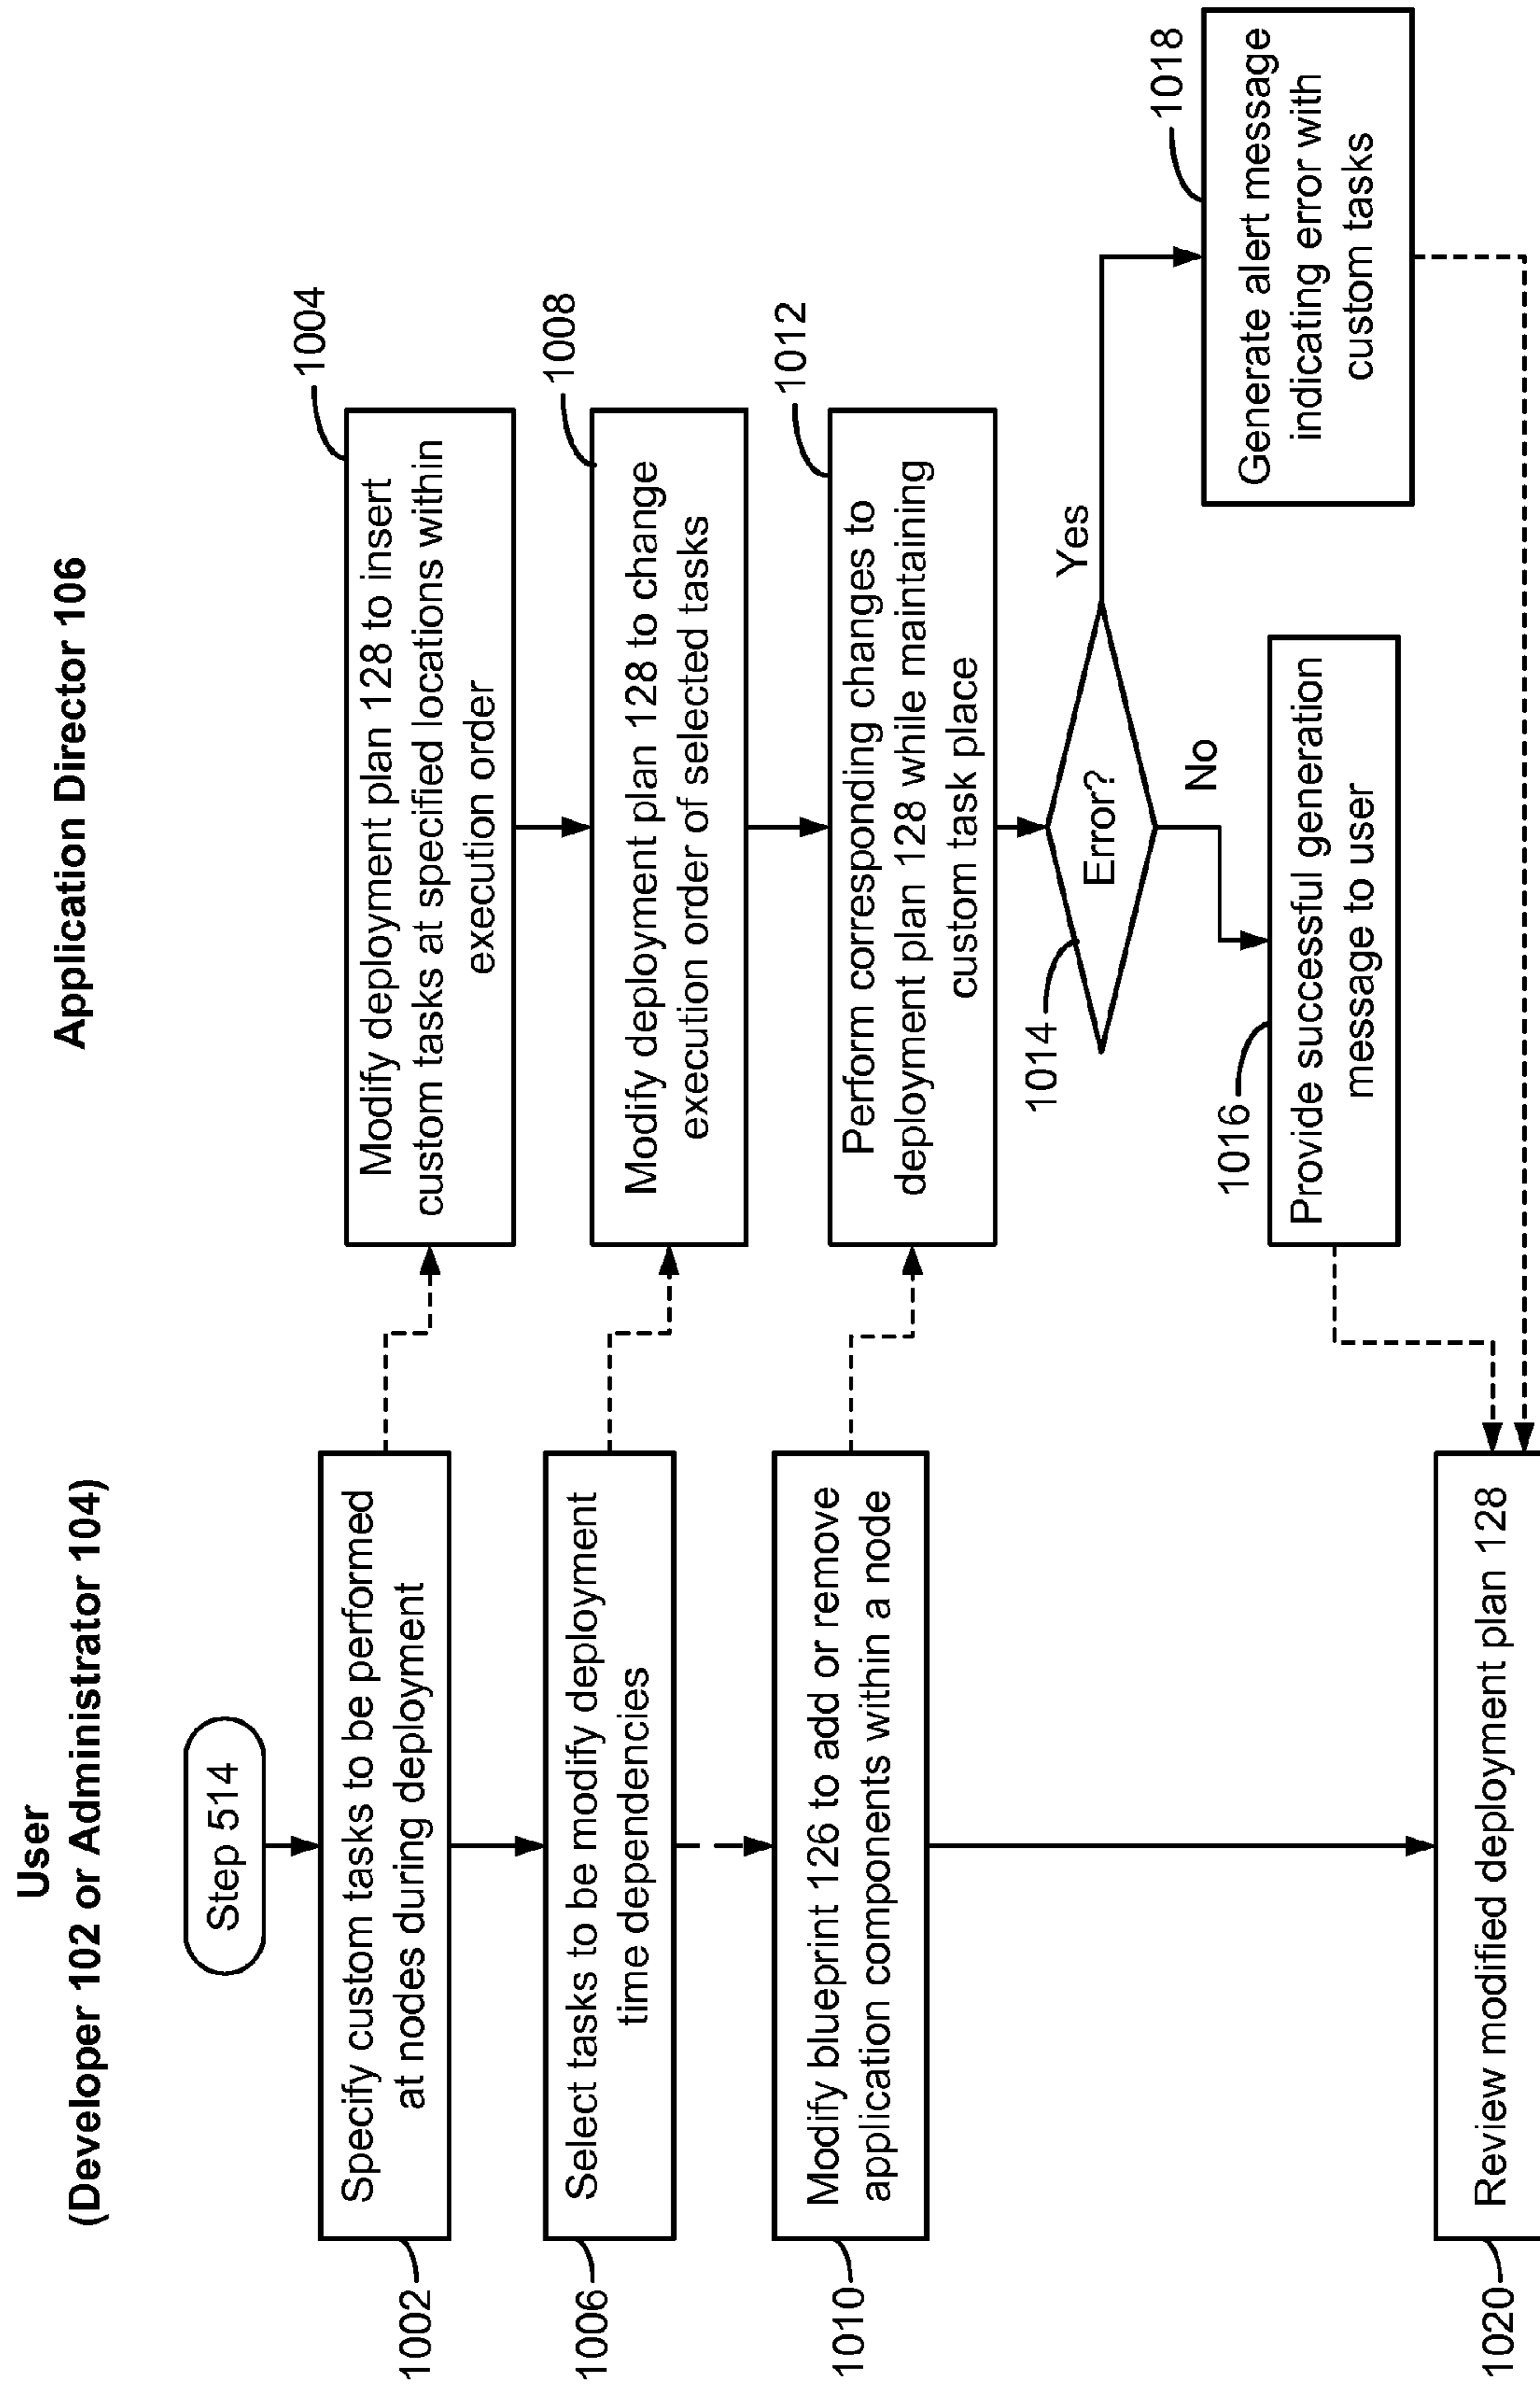 User
(Developer 102 or Administrator 104)
Application Director 106
Step 514
1002
Specify custom tasks to be performed
at nodes during deployment
1004
Modify deployment plan 128 to insert
custom tasks at specified locations within
execution order
1006
Select tasks to be modify deployment
time dependencies
1008
Modify deployment plan 128 to change
execution order of selected tasks
1010
Modify blueprint 126 to add or remove
application components within a node
1012
Perform corresponding changes to
deployment plan 128 while maintaining
custom task place
1014
Error?
Yes
No
1016
Provide successful generation
message to user
1018
Generate alert message
indicating error with
custom tasks
1020
Review modified deployment plan 128